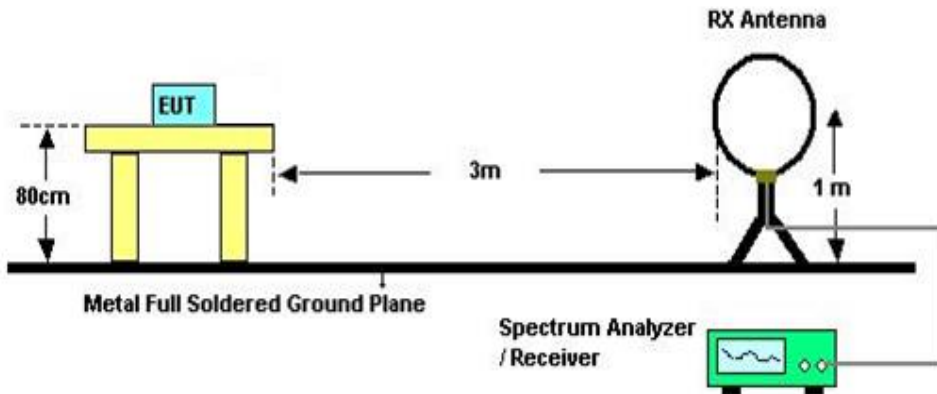 RX Antenna
EUT
3m
80cm
1 m
Metal Full Soldered Ground Plane
Spectrum Analyzer
/ Receiver